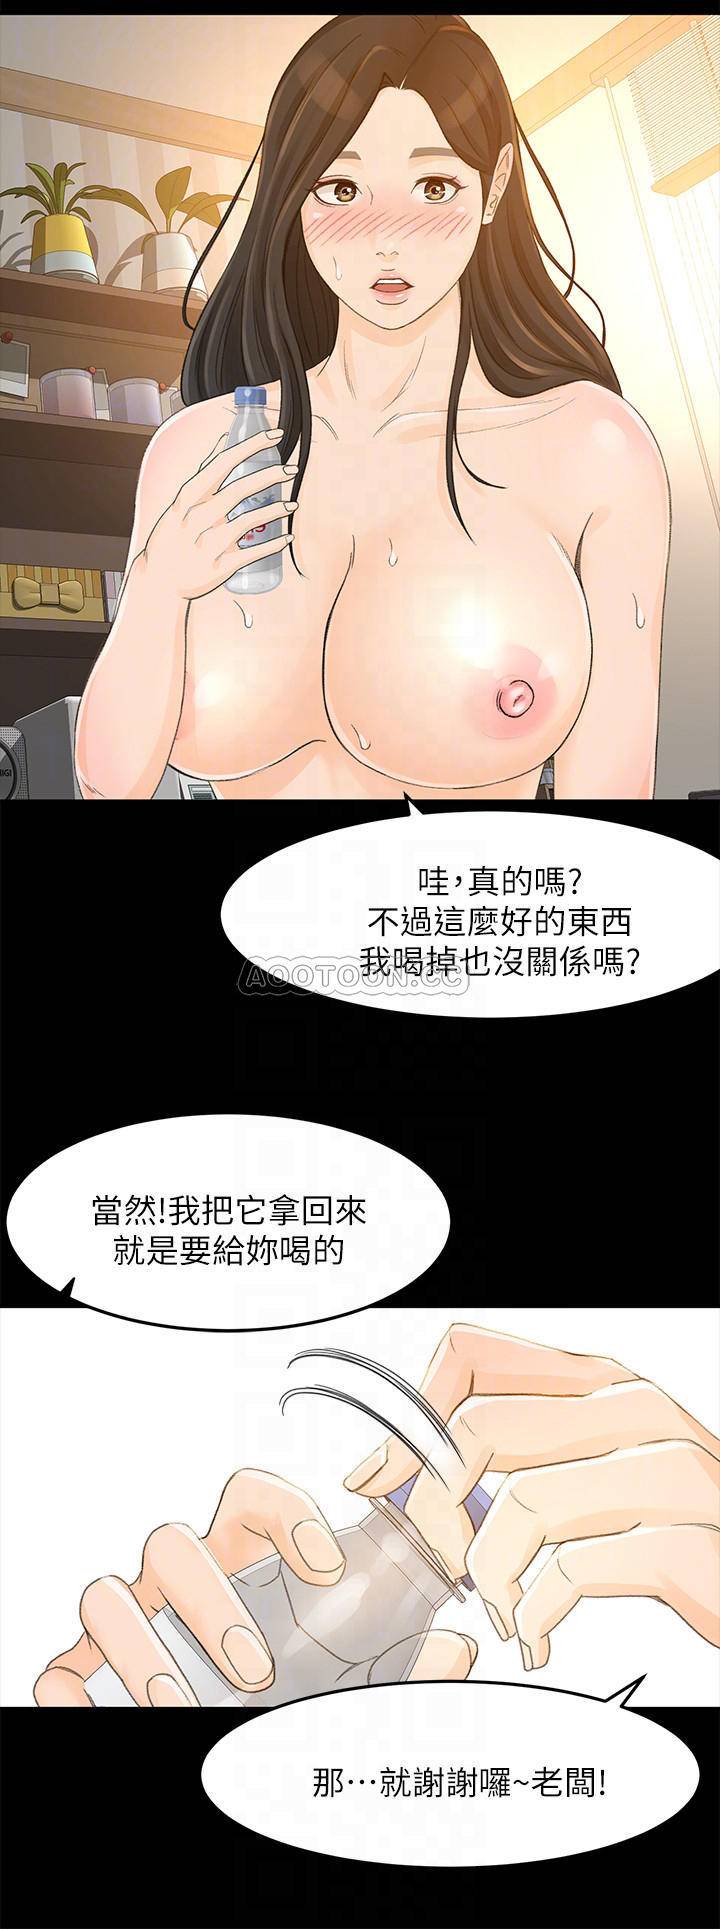 哇，真的嗎?
不過這麼好的東西
我喝掉也沒關係嗎?
AOOTOON.CC
當然!我把它拿回來
就是要給妳喝的
那…就謝謝囉~老闆!